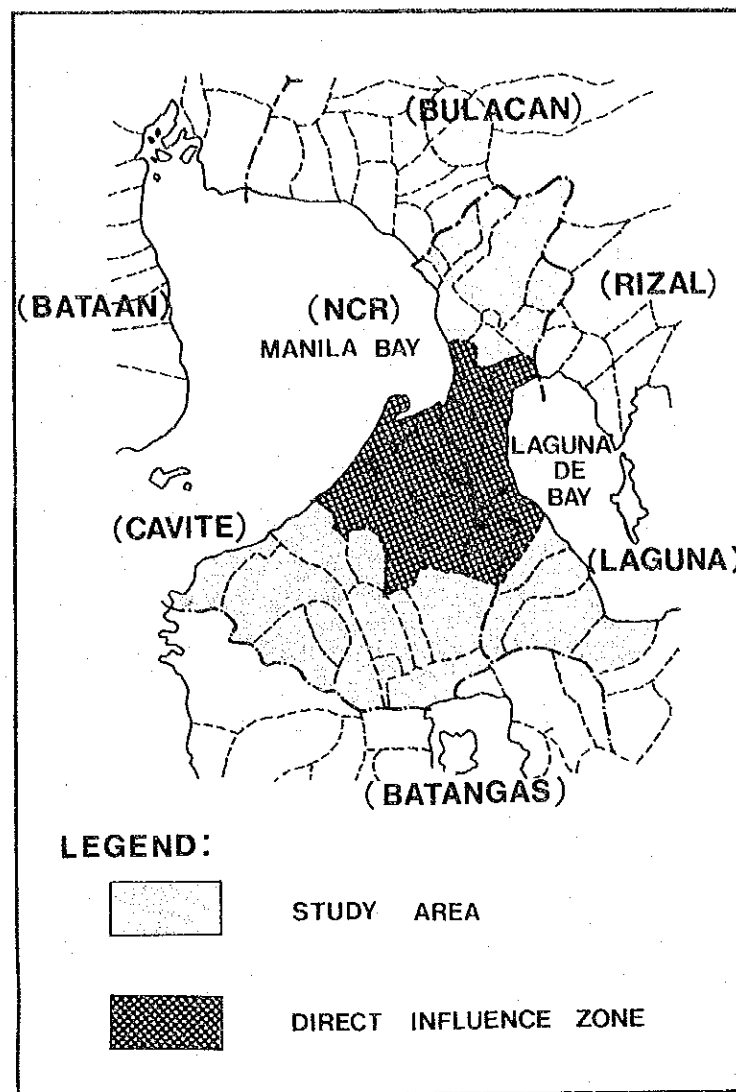 (BULACAN)
(BATAAN)
(NCR)
(RIZAL)
MANILA BAY
LAGUNA
DE
BAY
(CAVITE)
(LAGUNA)
(BATANGAS)
LEGEND:
STUDY AREA
DIRECT INFLUENCE ZONE